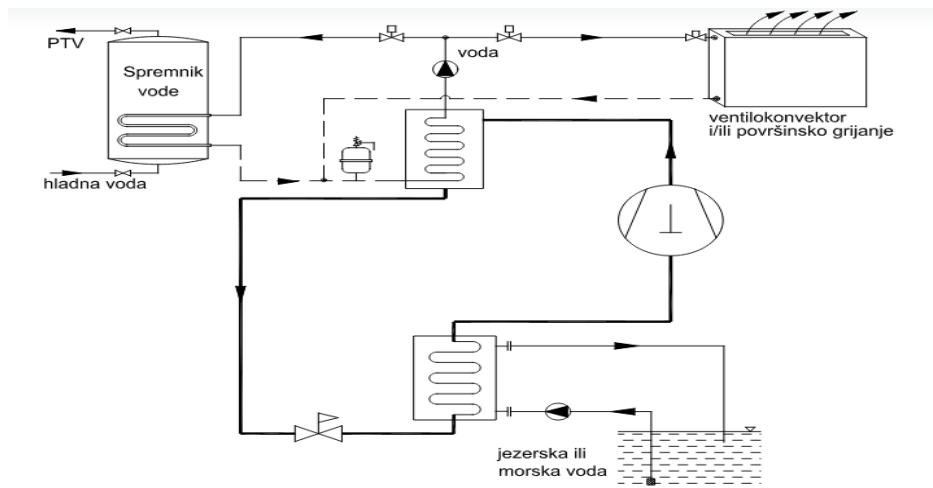 PTV
Spremnik
vode
hladna voda
voda
ventilokonvektor
i/ili površinsko grijanje
jezerska ili
morska voda